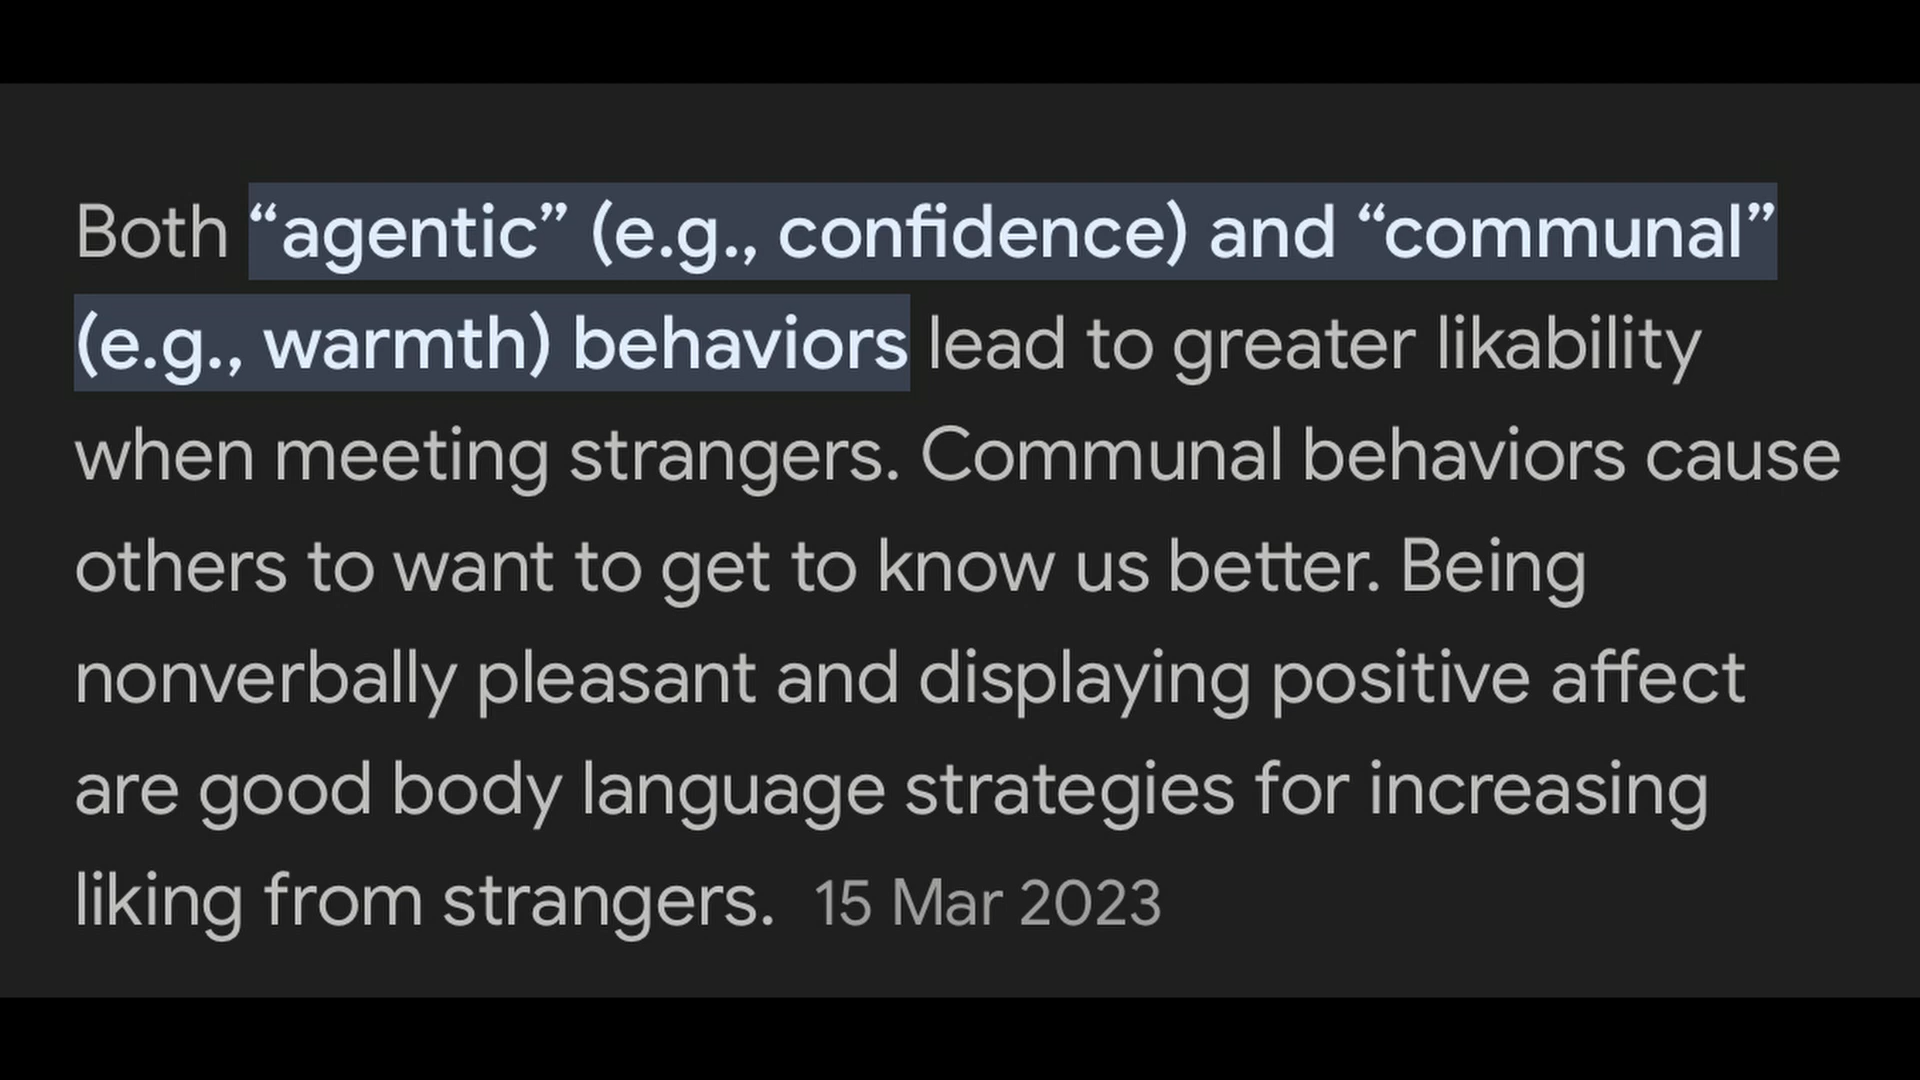 Both “agentic” (e.g., confidence) and “communal”
(e.g., warmth) behaviors lead to greater likability
when meeting strangers. Communal behaviors cause
others to want to get to know us better. Being
nonverbally pleasant and displaying positive affect
are good body language strategies for increasing
liking from strangers. 15 Mar 2023